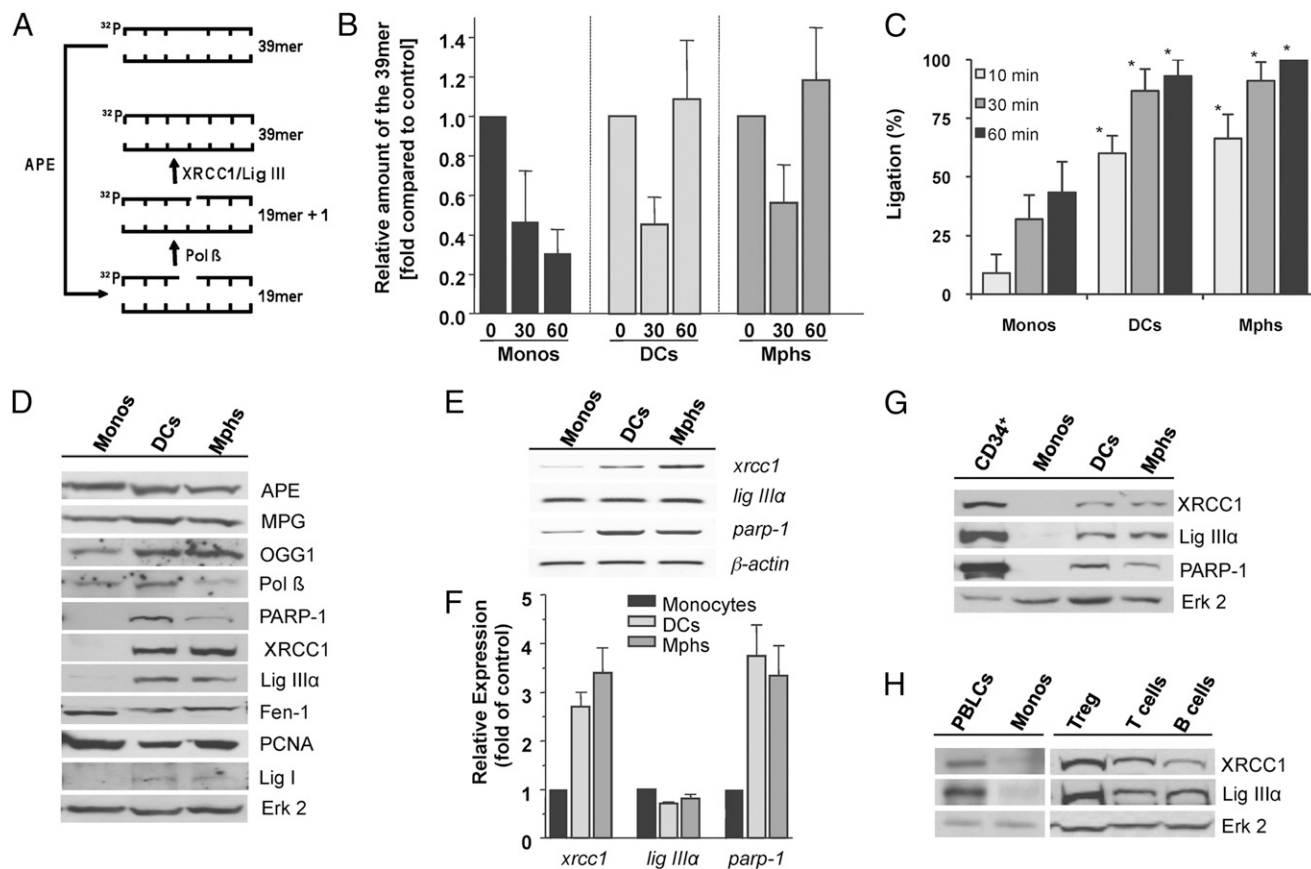 A
32P
39mer
32P
39mer
APE
XRCC1/Lig III
32P
19mer + 1
Pol ß
32P
19mer
B
Relative amount of the 39mer
[fold compared to control]
1.4
1.2
1.0
0.8
0.6
0.4
0.2
0.0
0 30 60 0 30 60 0 30 60
Monos DCs Mphs
C
Ligation (%)
100
75
50
25
0
10 min
30 min
60 min
* * * * * *
Monos DCs Mphs
D
Monos DCs Mphs
APE
MPG
OGG1
Pol ß
PARP-1
XRCC1
Lig IIIα
Fen-1
PCNA
Lig I
Erk 2
E
Monos DCs Mphs
xrcc1
lig IIIα
parp-1
β-actin
F
Relative Expression
(fold of control)
5
4
3
2
1
0
Monocytes
DCs
Mphs
xrcc1 lig IIIα parp-1
G
CD34+ Monos DCs Mphs
XRCC1
Lig IIIα
PARP-1
Erk 2
H
PBLCs Monos Treg T cells B cells
XRCC1
Lig IIIα
Erk 2